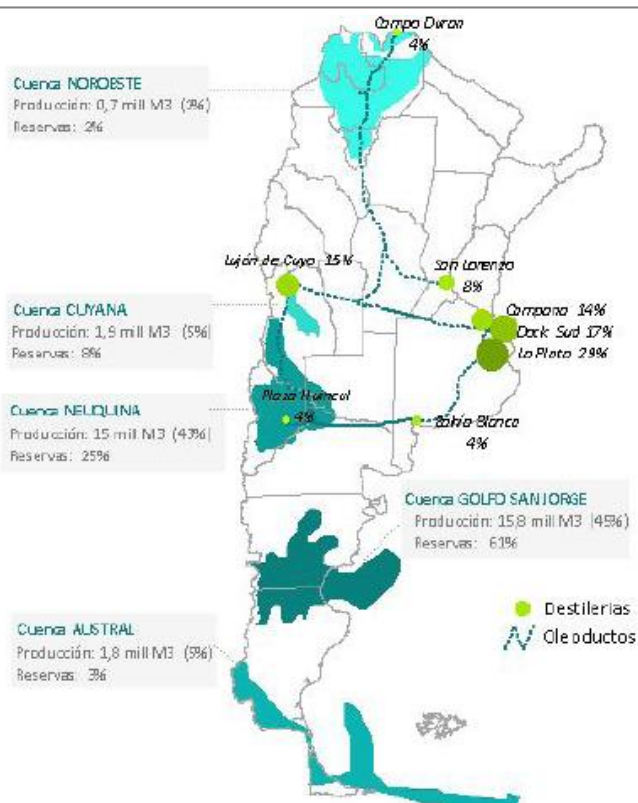 Campo Duran
4%
Cuenca NOROESTE
Producción: 0,7 mill M3 (2%)
Reservas: 2%
Luján de Cuyo 15%
San Lorenzo
8%
Cuenca CUYANA
Producción: 1,9 mill M3 (5%)
Reservas: 8%
Campana 14%
Dock Sud 17%
La Plata 29%
Cuenca NEUQUINA
Producción: 15 mill M3 (43%)
Reservas: 25%
Plaza Huincul
4%
Bahía Blanca
4%
Cuenca GOLFO SAN JORGE
Producción: 15,8 mill M3 (45%)
Reservas: 61%
Destilerías
Oleoductos
Cuenca AUSTRAL
Producción: 1,8 mill M3 (5%)
Reservas: 3%